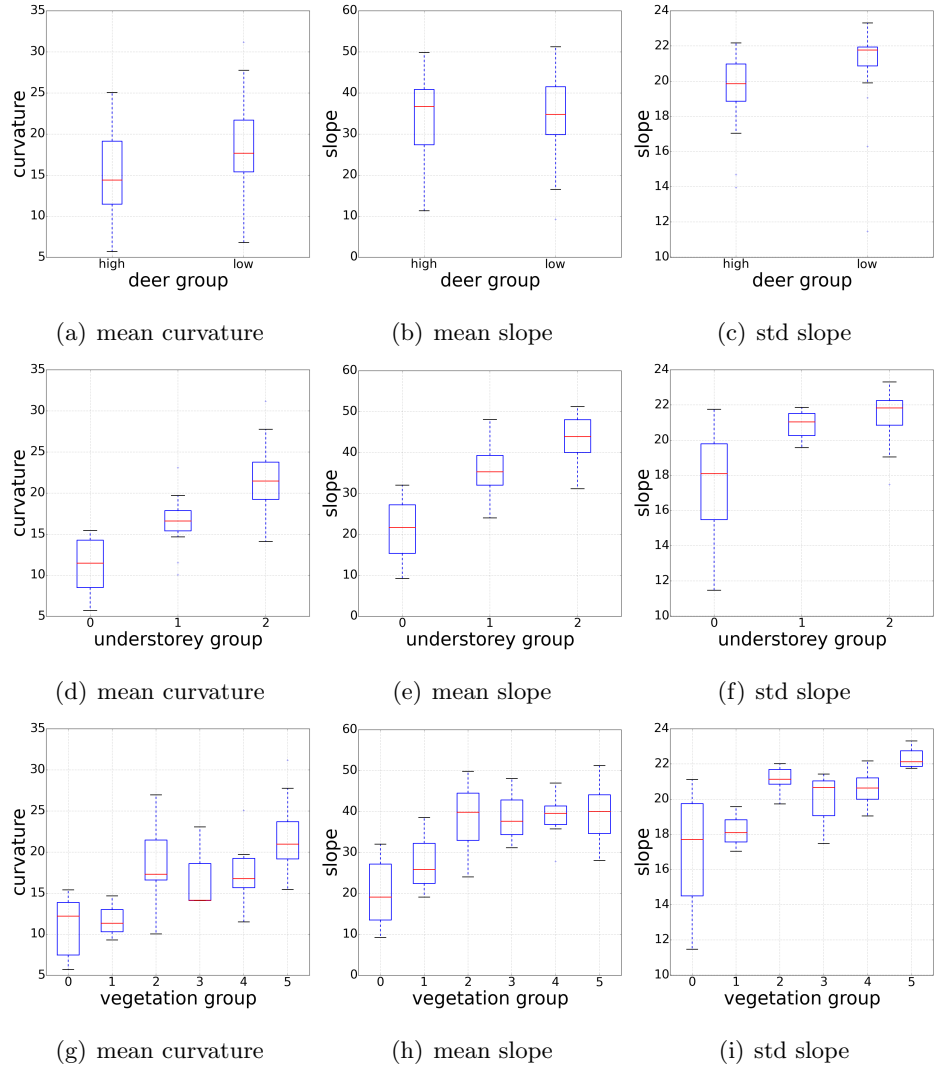 35
30
25
20
15
10
5
curvature
high low
deer group
(a) mean curvature
60
50
40
30
20
10
0
slope
high low
deer group
(b) mean slope
24
22
20
18
16
14
12
10
slope
high low
deer group
(c) std slope
35
30
25
20
15
10
5
curvature
0 1 2
understorey group
(d) mean curvature
60
50
40
30
20
10
0
slope
0 1 2
understorey group
(e) mean slope
24
22
20
18
16
14
12
10
slope
0 1 2
understorey group
(f) std slope
35
30
25
20
15
10
5
curvature
0 1 2 3 4 5
vegetation group
(g) mean curvature
60
50
40
30
20
10
0
slope
0 1 2 3 4 5
vegetation group
(h) mean slope
24
22
20
18
16
14
12
10
slope
0 1 2 3 4 5
vegetation group
(i) std slope